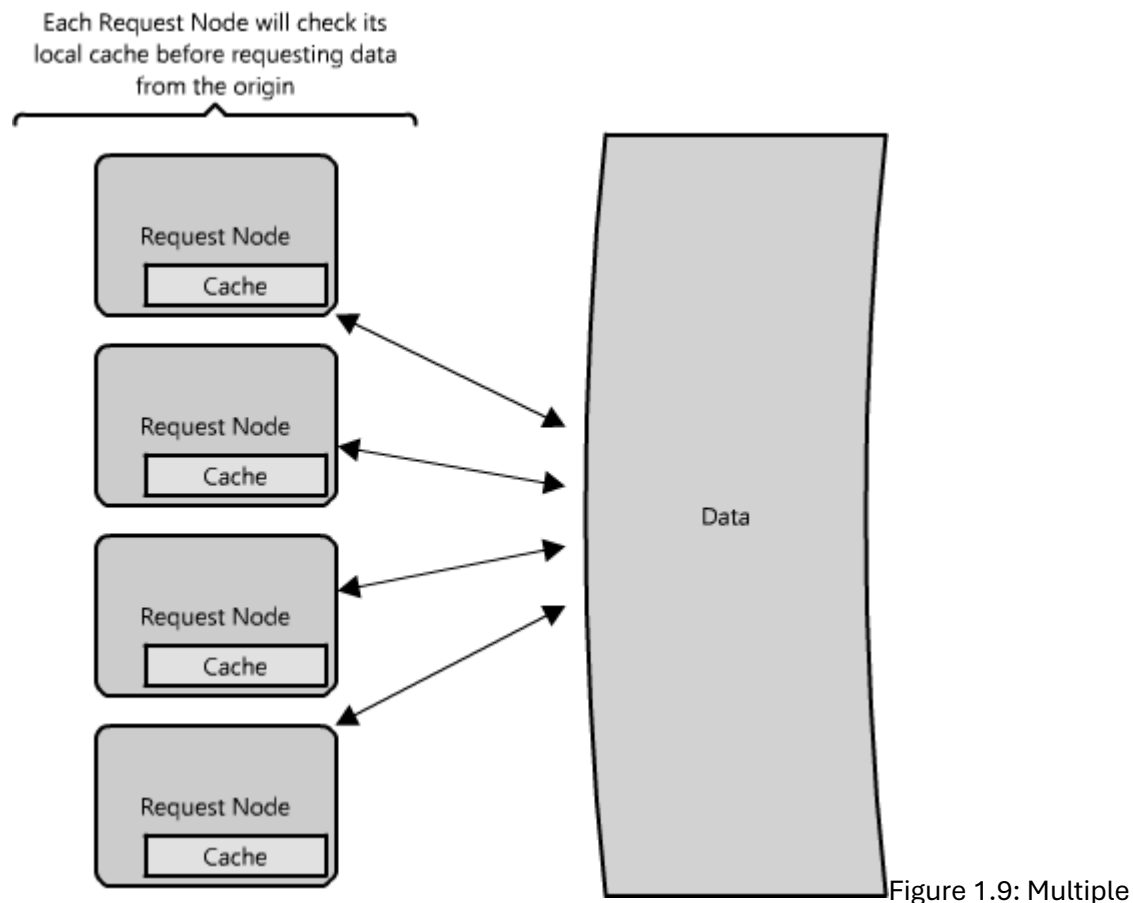 Each Request Node will check its
local cache before requesting data
from the origin
Request Node
Cache
Request Node
Cache
Data
Request Node
Cache
Request Node
Cache
Figure 1.9: Multiple